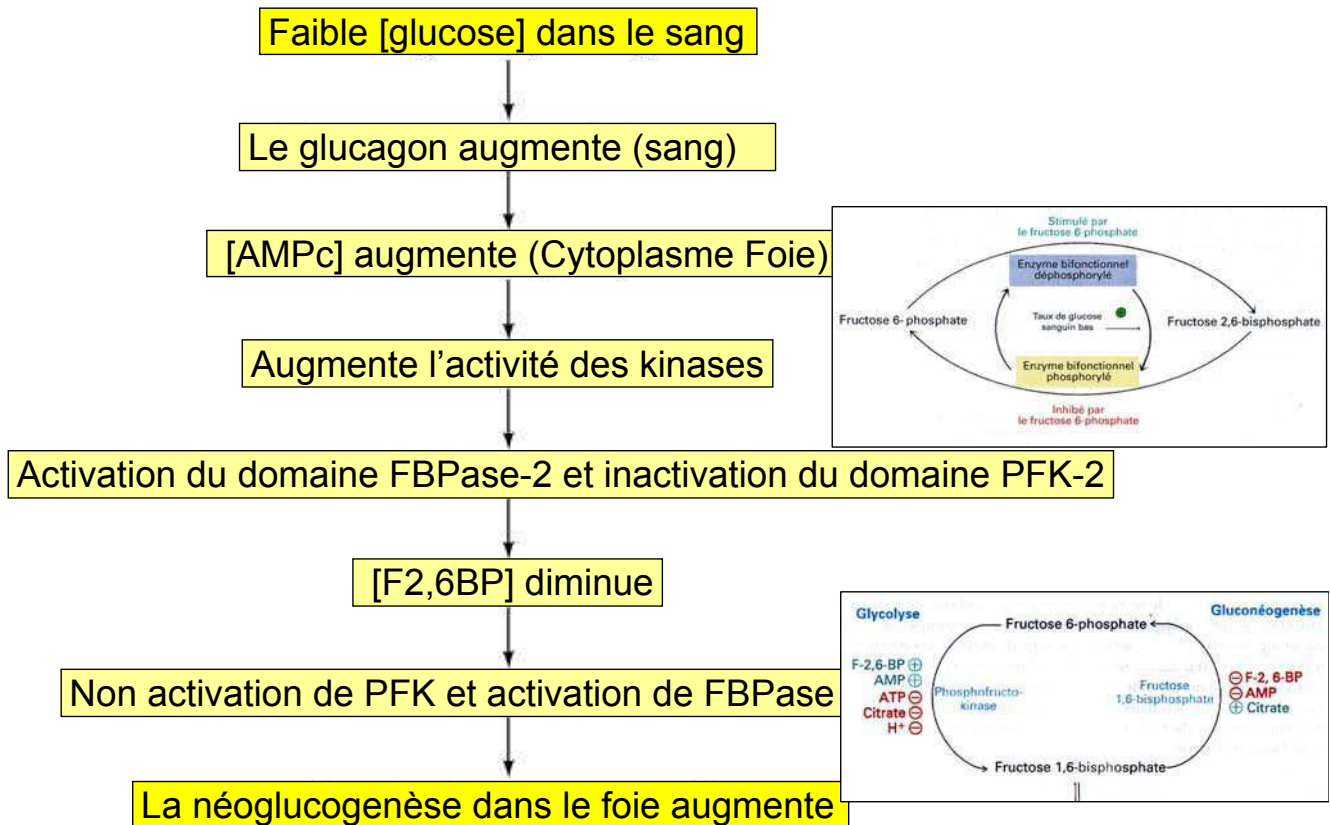 Faible [glucose] dans le sang
Le glucagon augmente (sang)
[AMPc] augmente (Cytoplasme Foie)
Augmente l'activité des kinases
Activation du domaine FBPase-2 et inactivation du domaine PFK-2
[F2,6BP] diminue
Non activation de PFK et activation de FBPase
La néoglucogenèse dans le foie augmente
Stimulé par
le fructose 6-phosphate
Enzyme bifonctionnel
déphosphorylé
Fructose 6-phosphate
Taux de glucose
sanguin bas
Fructose 2,6-bisphosphate
Enzyme bifonctionnel
phosphorylé
Inhibé par
le fructose 6-phosphate
Glycolyse
Gluconéogenèse
Fructose 6-phosphate
F-2,6-BP ⊕
AMP ⊕
ATP ⊖
Citrate ⊖
H⁺ ⊖
Phosphofructo-
kinase
Fructose
1,6-bisphosphate
⊖ F-2, 6-BP
⊖ AMP
⊕ Citrate
Fructose 1,6-bisphosphate